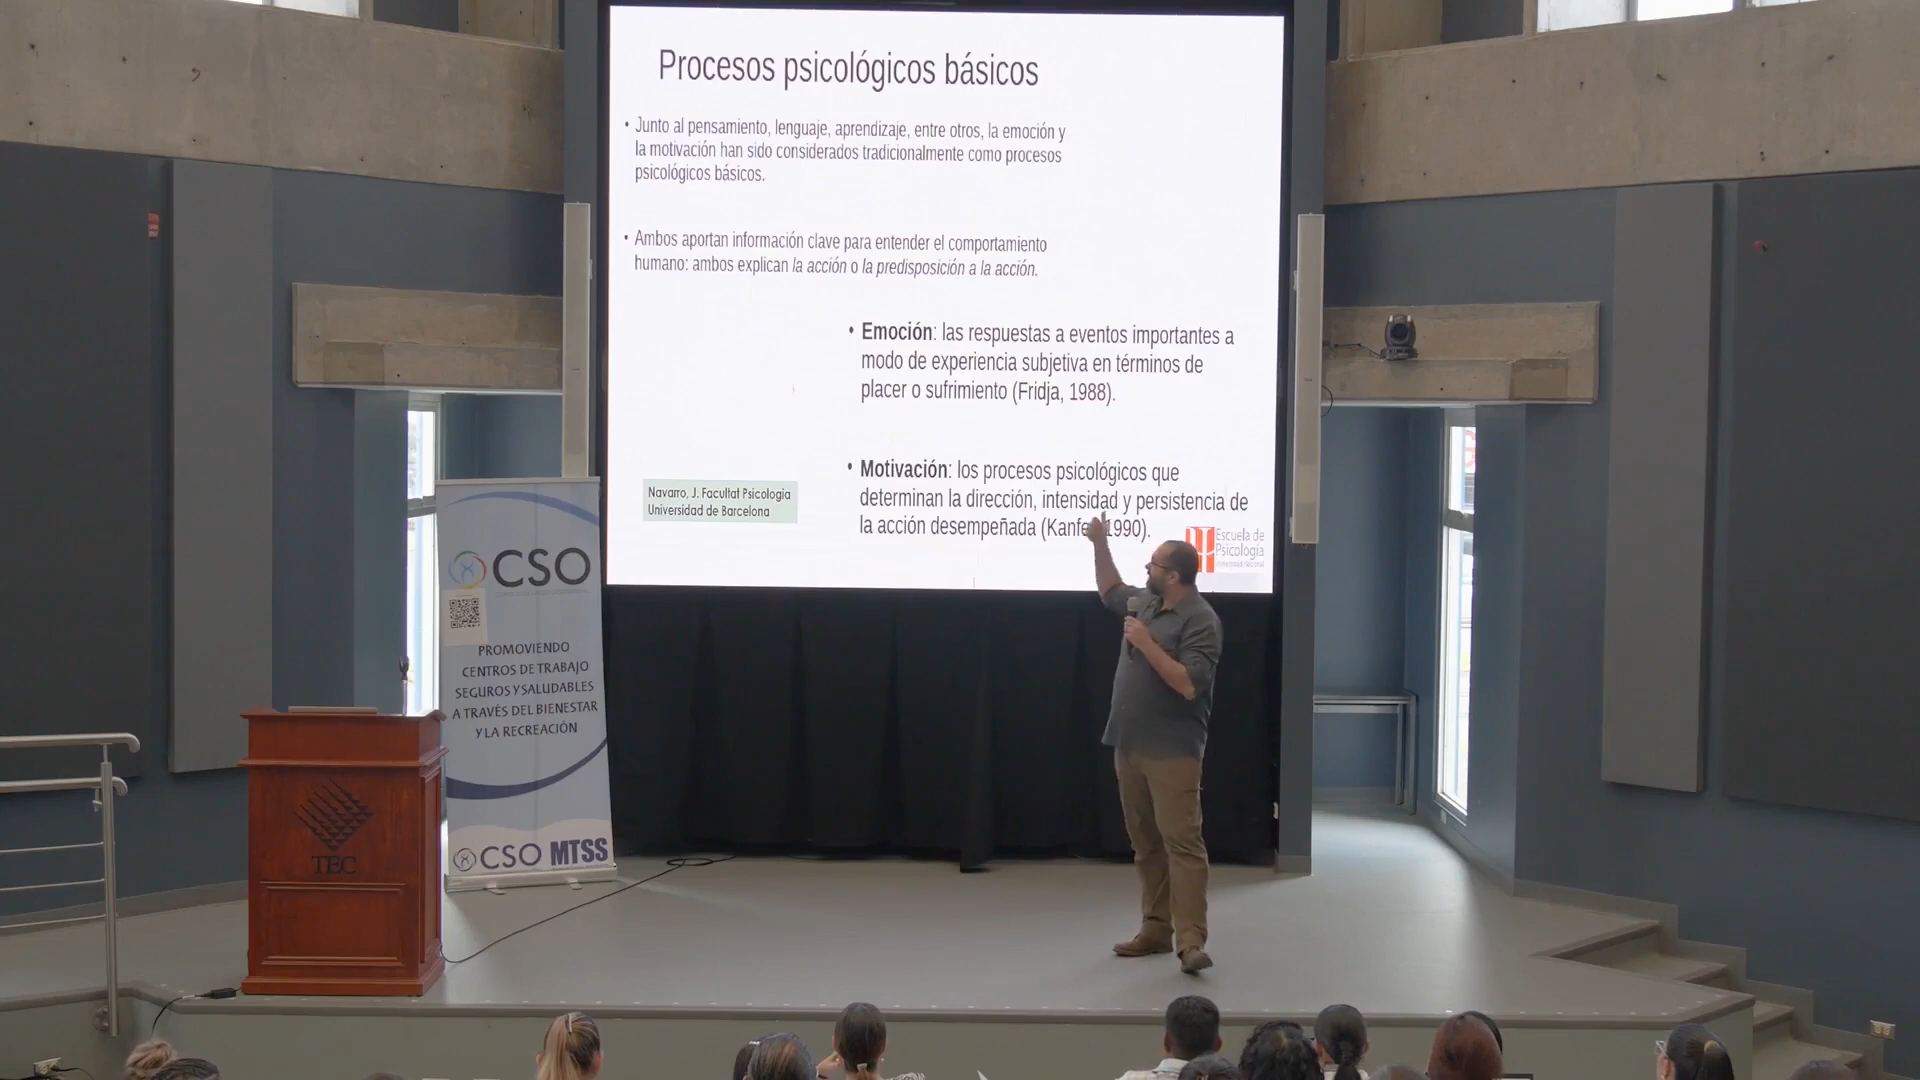 Procesos psicológicos básicos
• Junto al pensamiento, lenguaje, aprendizaje, entre otros, la emoción y
la motivación han sido considerados tradicionalmente como procesos
psicológicos básicos.
• Ambos aportan información clave para entender el comportamiento
humano: ambos explican la acción o la predisposición a la acción.
• Emoción: las respuestas a eventos importantes a
modo de experiencia subjetiva en términos de
placer o sufrimiento (Fridja, 1988).
• Motivación: los procesos psicológicos que
determinan la dirección, intensidad y persistencia de
la acción desempeñada (Kanfer, 1990).
Navarro, J. Facultat Psicologia
Universidad de Barcelona
Escuela de
Psicología
Universidad Nacional
CSO
PROMOVIENDO
CENTROS DE TRABAJO
SEGUROS Y SALUDABLES
A TRAVÉS DEL BIENESTAR
Y LA RECREACIÓN
CSO MTSS
TEC